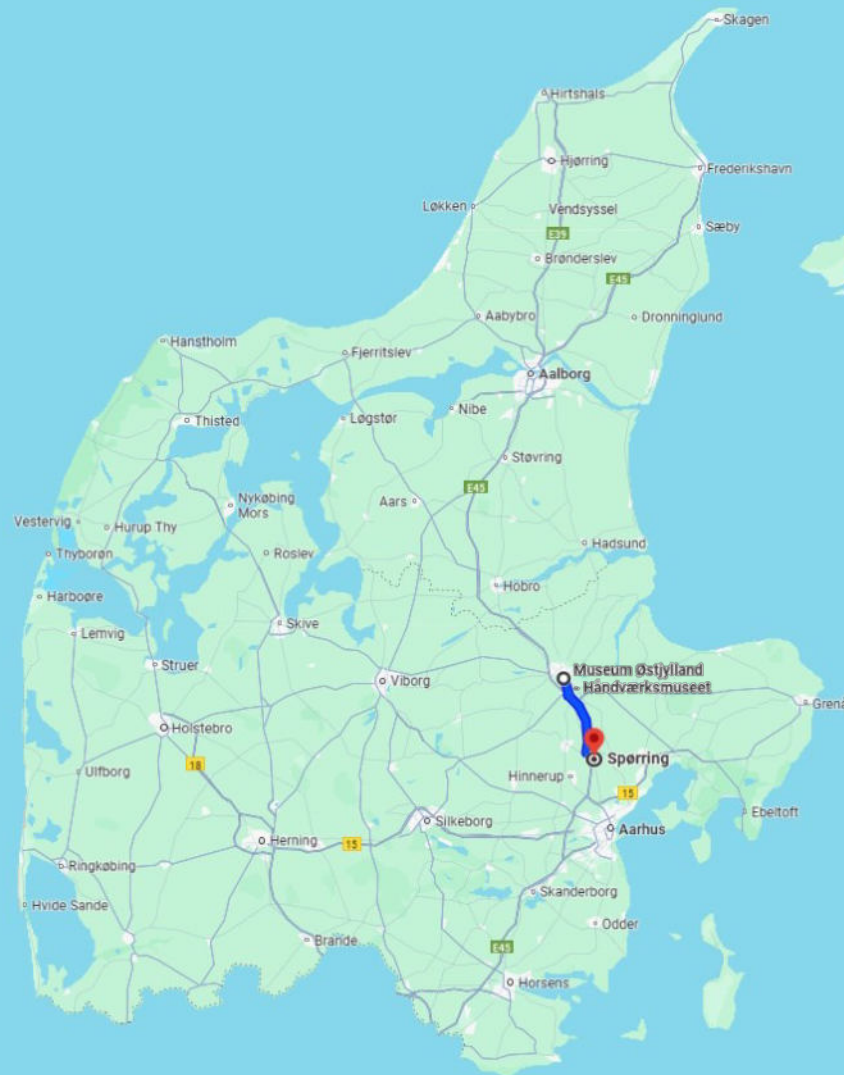 Skagen
Hirtshals
Hjørring
Frederikshavn
Løkken
Vendsyssel
Sæby
E39
Brønderslev
E45
Aabybro
Dronninglund
Hanstholm
Fjerritslev
Aalborg
Thisted
Løgstør
Nibe
Støvring
E45
Nykøbing
Mors
Aars
Vestervig
Hurup Thy
Thyborøn
Roslev
Hadsund
Hobro
Harboøre
Lemvig
Skive
Struer
Viborg
Museum Østjylland
- Håndværksmuseet
Grena
Holstebro
Spørring
Ulfborg
18
Hinnerup
15
Ebeltoft
Silkeborg
Aarhus
Herning
15
Ringkøbing
Skanderborg
Hvide Sande
Odder
Brande
E45
Horsens